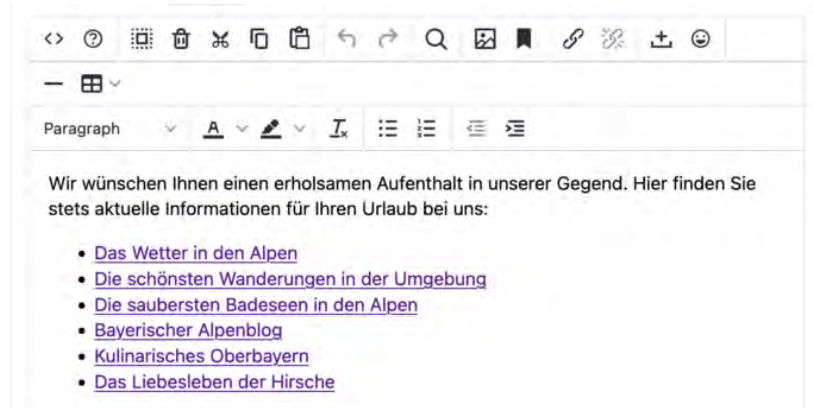 Paragraph
Wir wünschen Ihnen einen erholsamen Aufenthalt in unserer Gegend. Hier finden Sie
stets aktuelle Informationen für Ihren Urlaub bei uns:
• Das Wetter in den Alpen
• Die schönsten Wanderungen in der Umgebung
• Die saubersten Badeseen in den Alpen
• Bayerischer Alpenblog
• Kulinarisches Oberbayern
• Das Liebesleben der Hirsche